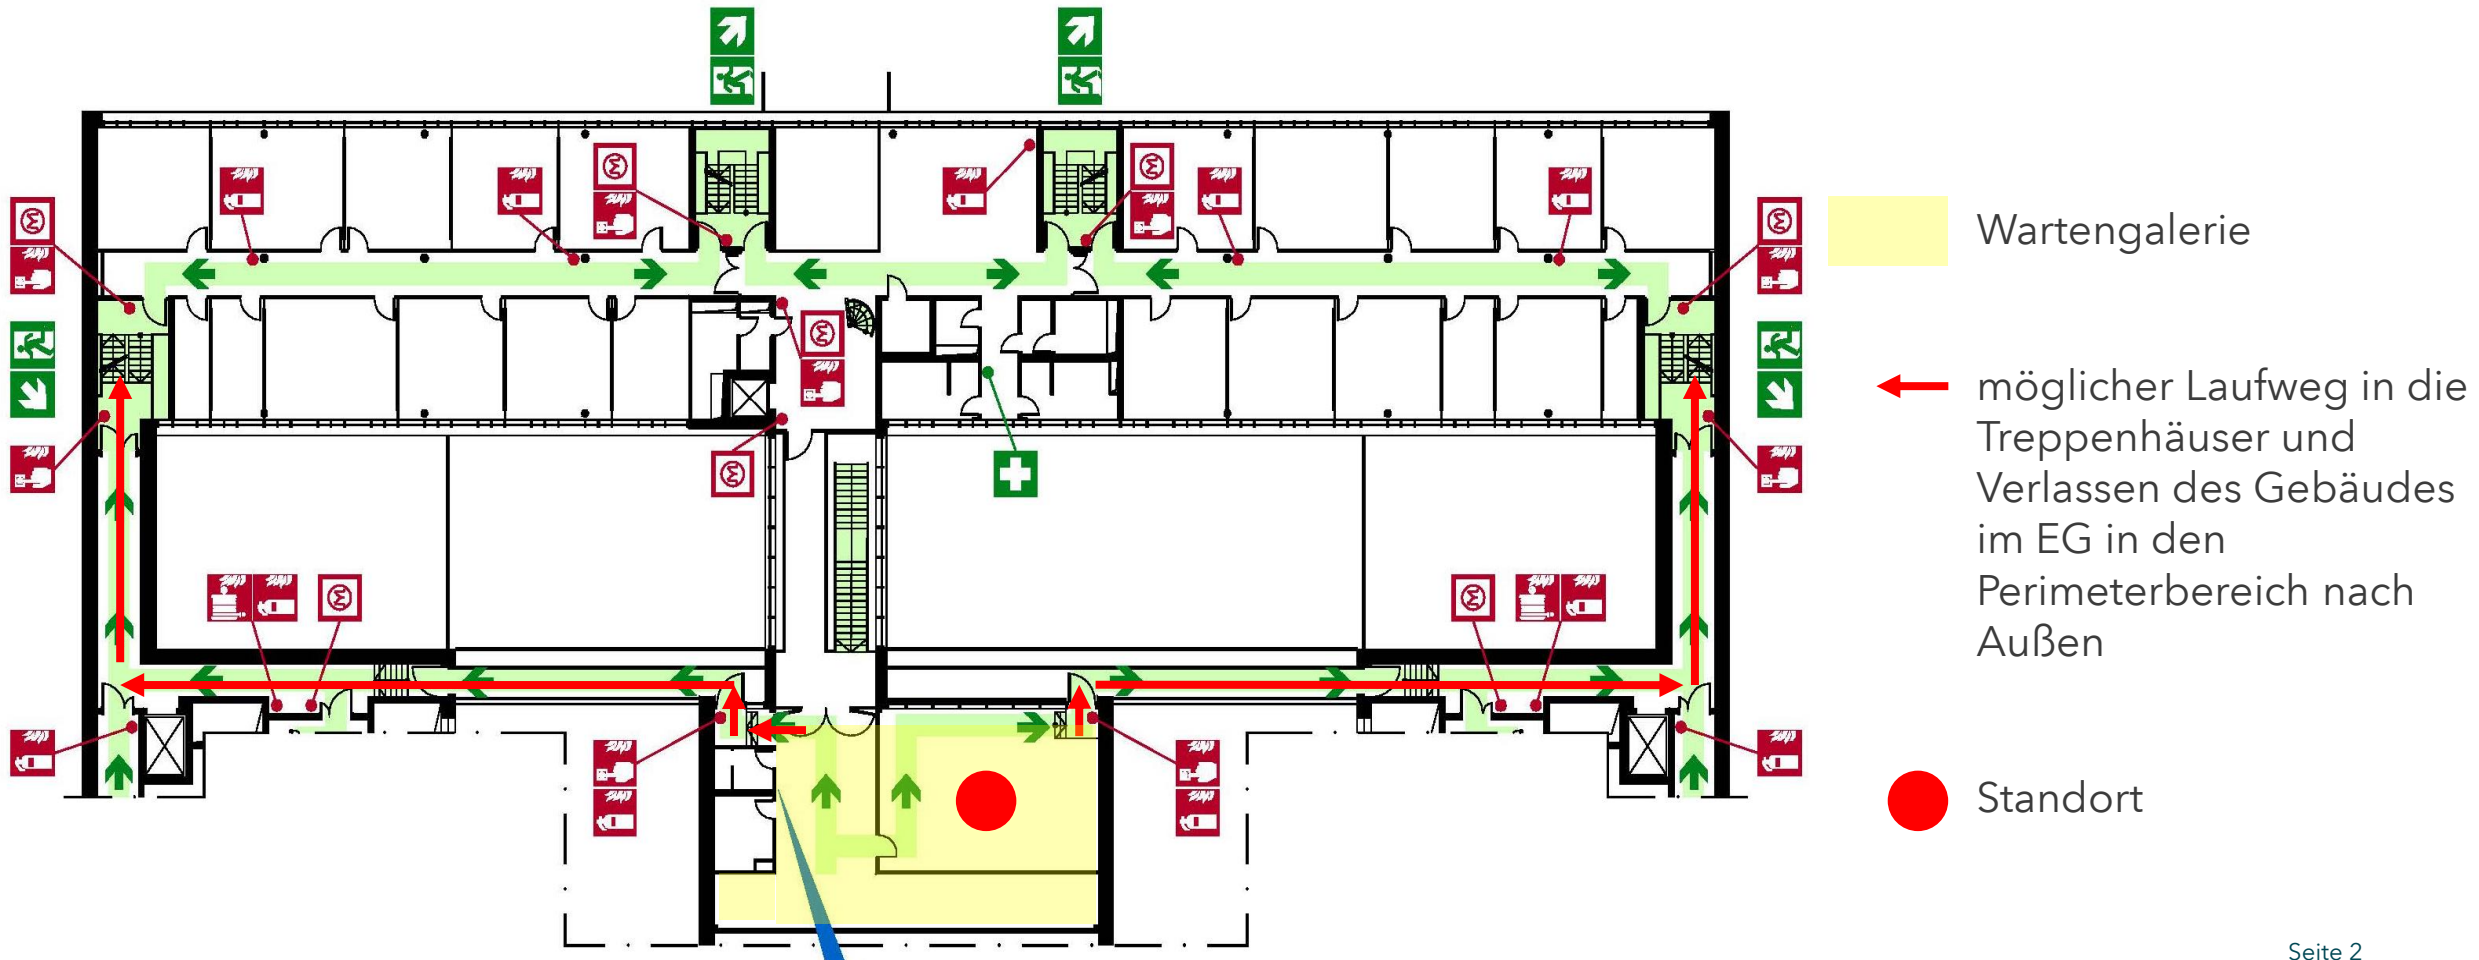 Wartengalerie
möglicher Laufweg in die
Treppenhäuser und
Verlassen des Gebäudes
im EG in den
Perimeterbereich nach
Außen
Standort
Seite 2